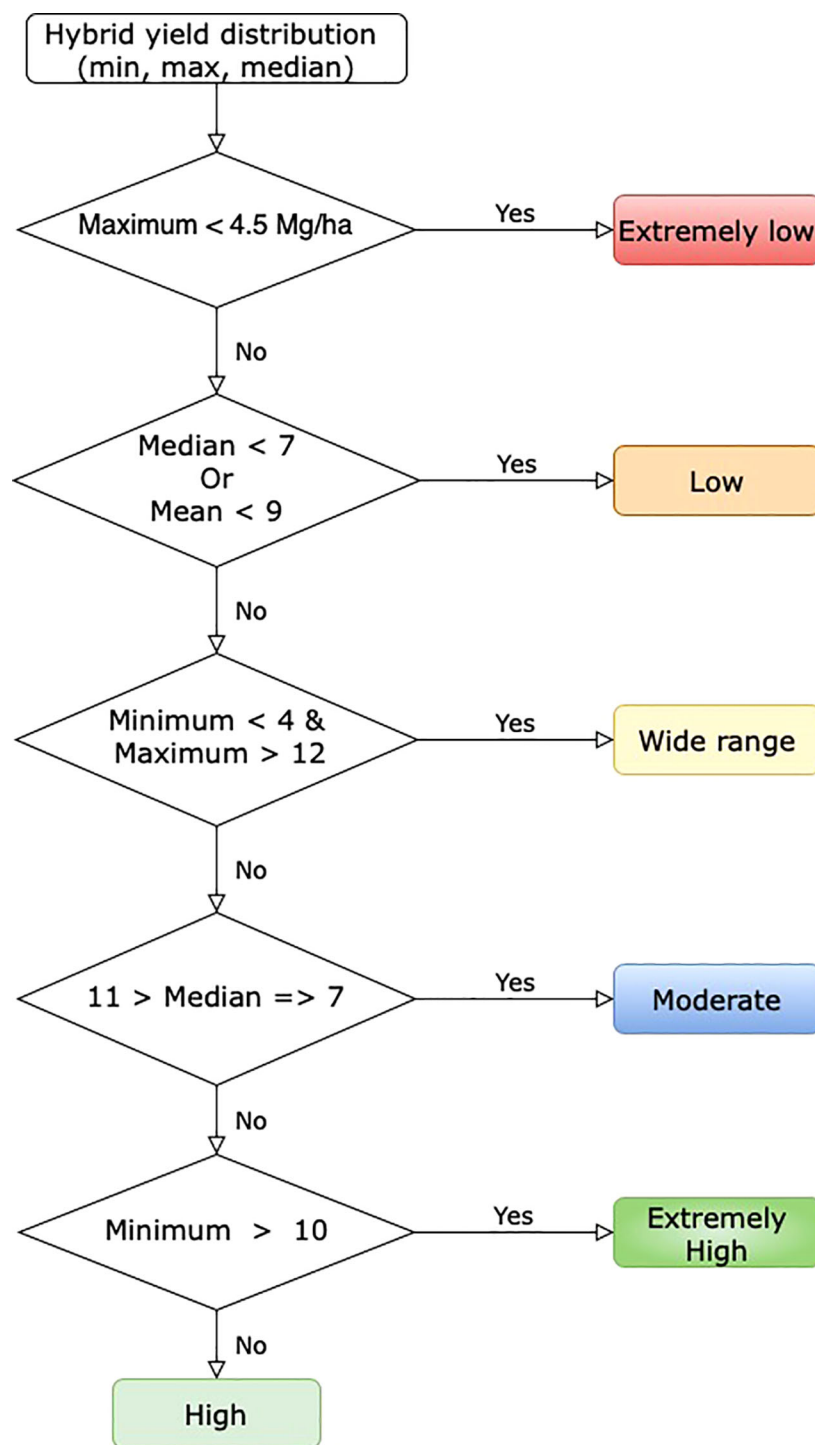 Hybrid yield distribution
(min, max, median)
Maximum < 4.5 Mg/ha
Yes
Extremely low
No
Median < 7
Or
Mean < 9
Yes
Low
No
Minimum < 4 &
Maximum > 12
Yes
Wide range
No
11 > Median => 7
Yes
Moderate
No
Minimum > 10
Yes
Extremely
High
No
High